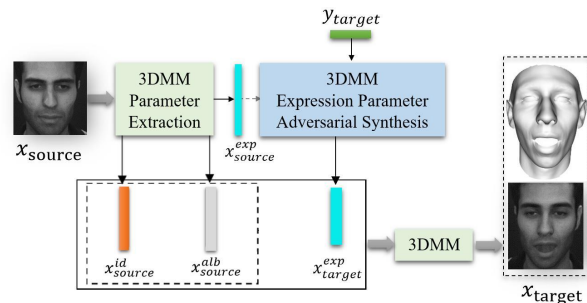 y_target
3DMM
Parameter
Extraction
3DMM
Expression Parameter
Adversarial Synthesis
x_source
x^exp_source
x^id_source
x^alb_source
x^exp_target
3DMM
x_target